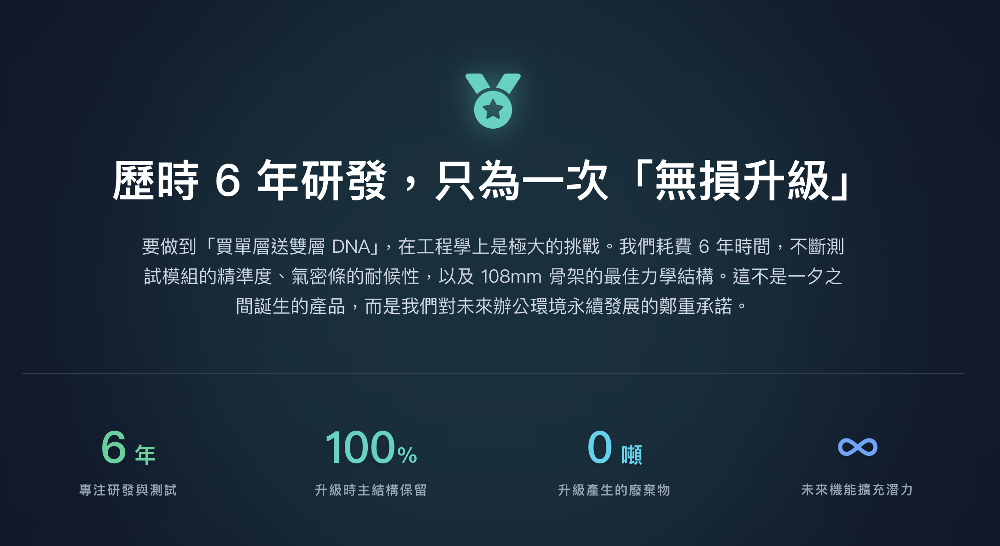 歷時 6 年研發，只為一次「無損升級」
要做到「買單層送雙層 DNA」，在工程學上是極大的挑戰。我們耗費 6 年時間，不斷測
試模組的精準度、氣密條的耐候性，以及 108mm 骨架的最佳力學結構。這不是一夕之
間誕生的產品，而是我們對未來辦公環境永續發展的鄭重承諾。
6 年
專注研發與測試
100%
升級時主結構保留
0 噸
升級產生的廢棄物
∞
未來機能擴充潛力